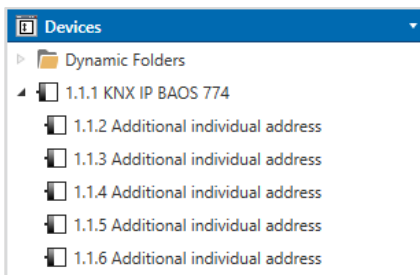 Devices
Dynamic Folders
1.1.1 KNX IP BAOS 774
1.1.2 Additional individual address
1.1.3 Additional individual address
1.1.4 Additional individual address
1.1.5 Additional individual address
1.1.6 Additional individual address